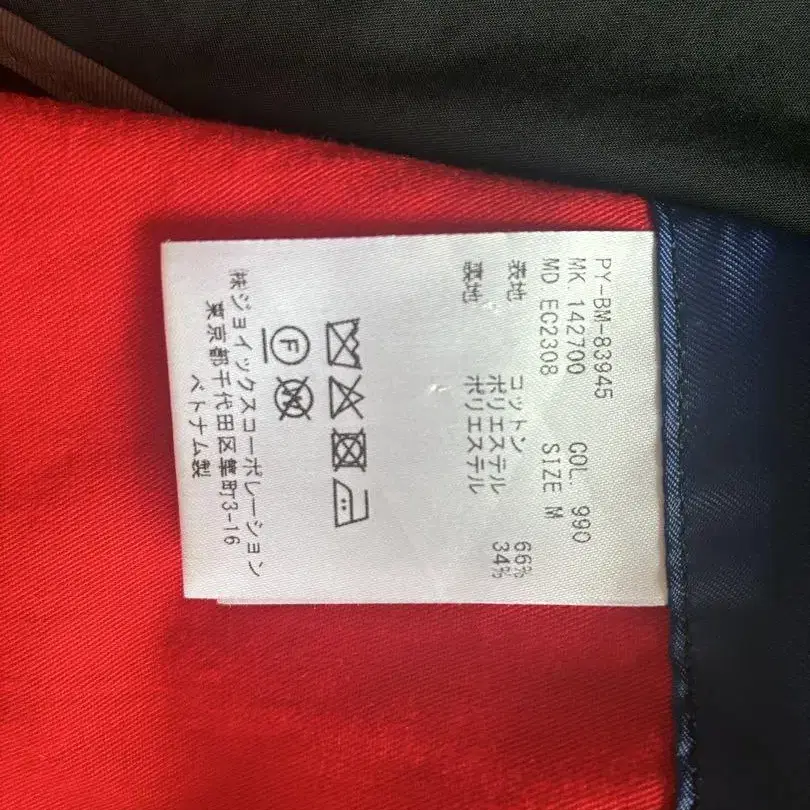 PY-BM-83945
MK 142700 COL. 990
MD EC2308 SIZE M
表地 コットン 66%
ポリエステル 34%
裏地 ポリエステル
F
W
㈱ジョイックスコーポレーション
東京都千代田区隼町3-16
ベトナム製